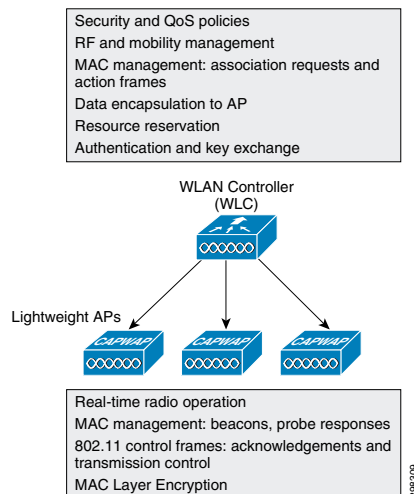 Security and QoS policies
RF and mobility management
MAC management: association requests and
action frames
Data encapsulation to AP
Resource reservation
Authentication and key exchange
WLAN Controller
(WLC)
Lightweight APs
CAPWAP
CAPWAP
CAPWAP
Real-time radio operation
MAC management: beacons, probe responses
802.11 control frames: acknowledgements and
transmission control
MAC Layer Encryption